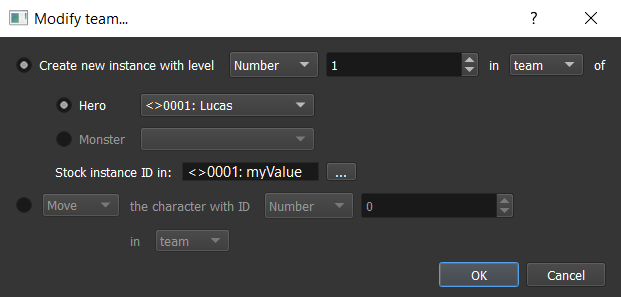 Modify team...
Create new instance with level Number 1 in team of
Hero <>0001: Lucas
Monster
Stock instance ID in: <>0001: myValue ...
Move the character with ID Number 0
in team
OK Cancel